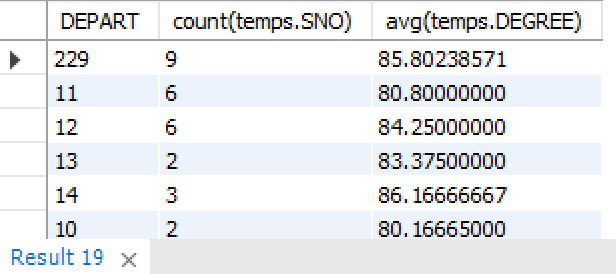 DEPART count(temps.SNO) avg(temps.DEGREE)
229 9 85.80238571
11 6 80.80000000
12 6 84.25000000
13 2 83.37500000
14 3 86.16666667
10 2 80.16665000
Result 19 ×